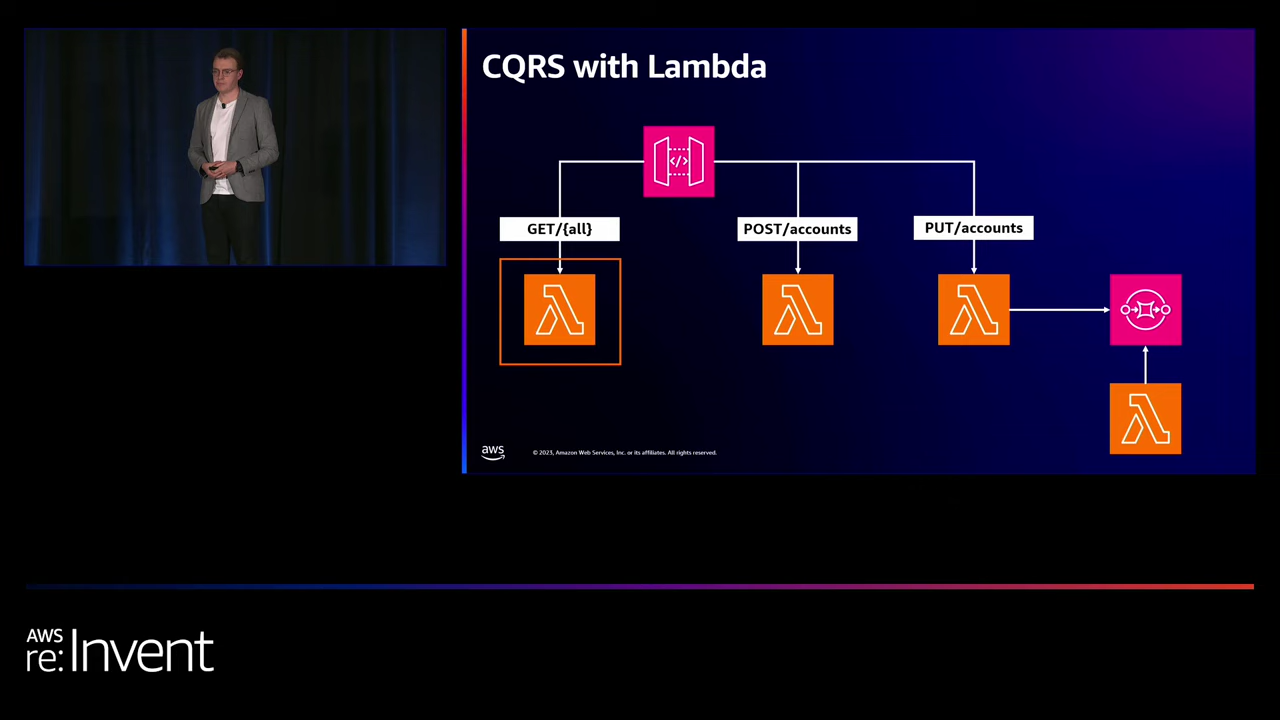 CQRS with Lambda
GET/{all}
POST/accounts
PUT/accounts
aws
© 2023, Amazon Web Services, Inc. or its affiliates. All rights reserved.
AWS
re:Invent